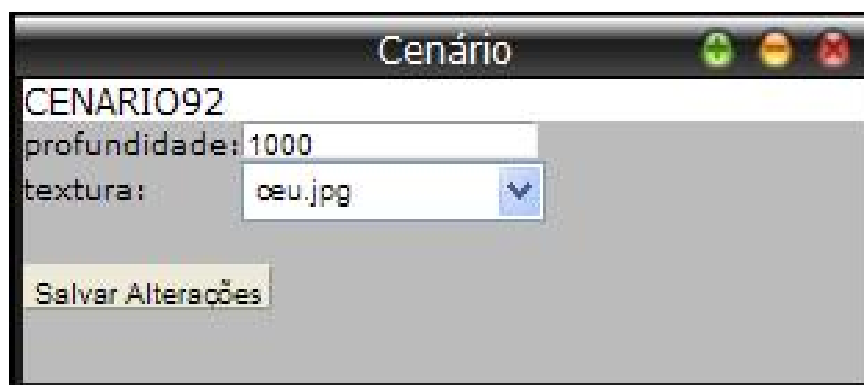 Cenário
CENARIO92
profundidade: 1000
textura: ceu.jpg
Salvar Alterações